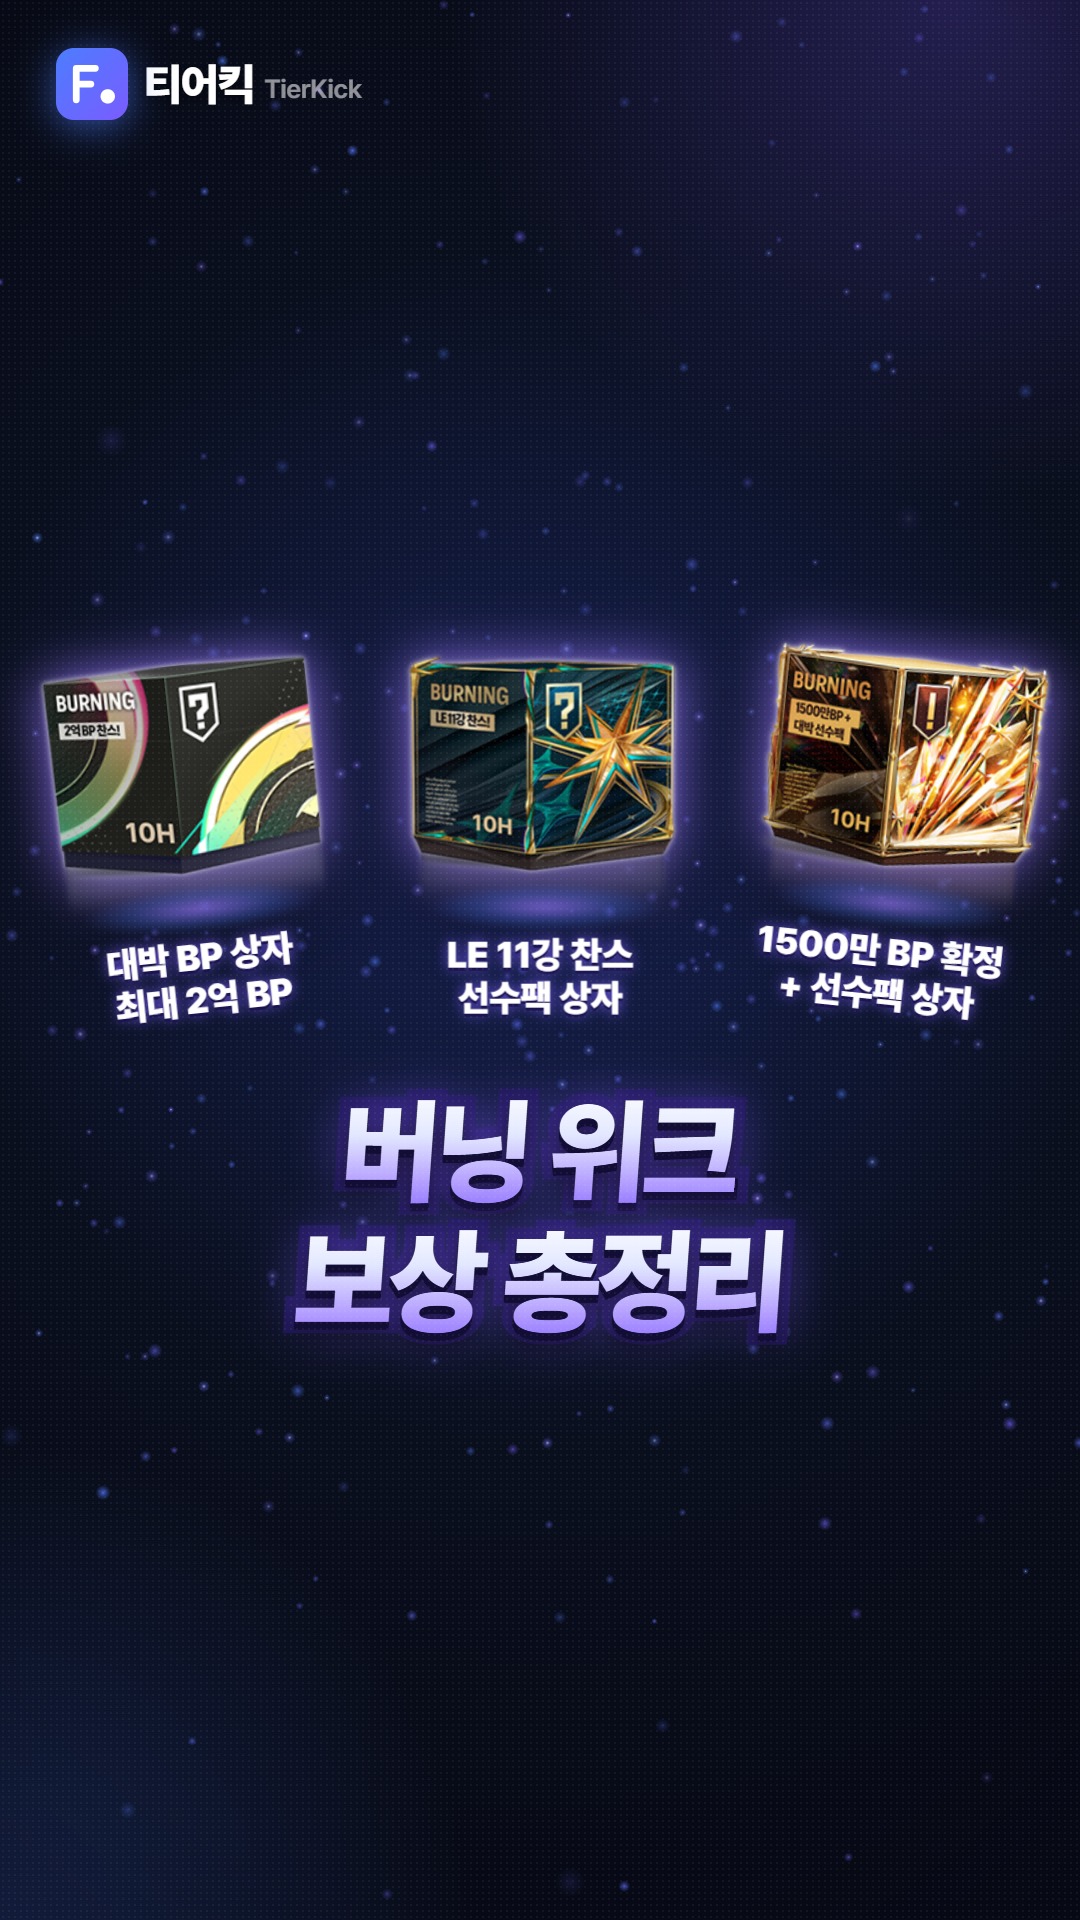 F.
티어킥 TierKick
BURNING
2억 BP 찬스!
?
10H
BURNING
LE 11강 찬스!
?
10H
BURNING
1500만BP +
대박 선수팩
!
10H
대박 BP 상자
최대 2억 BP
LE 11강 찬스
선수팩 상자
1500만 BP 확정
+ 선수팩 상자
버닝 위크
보상 총정리